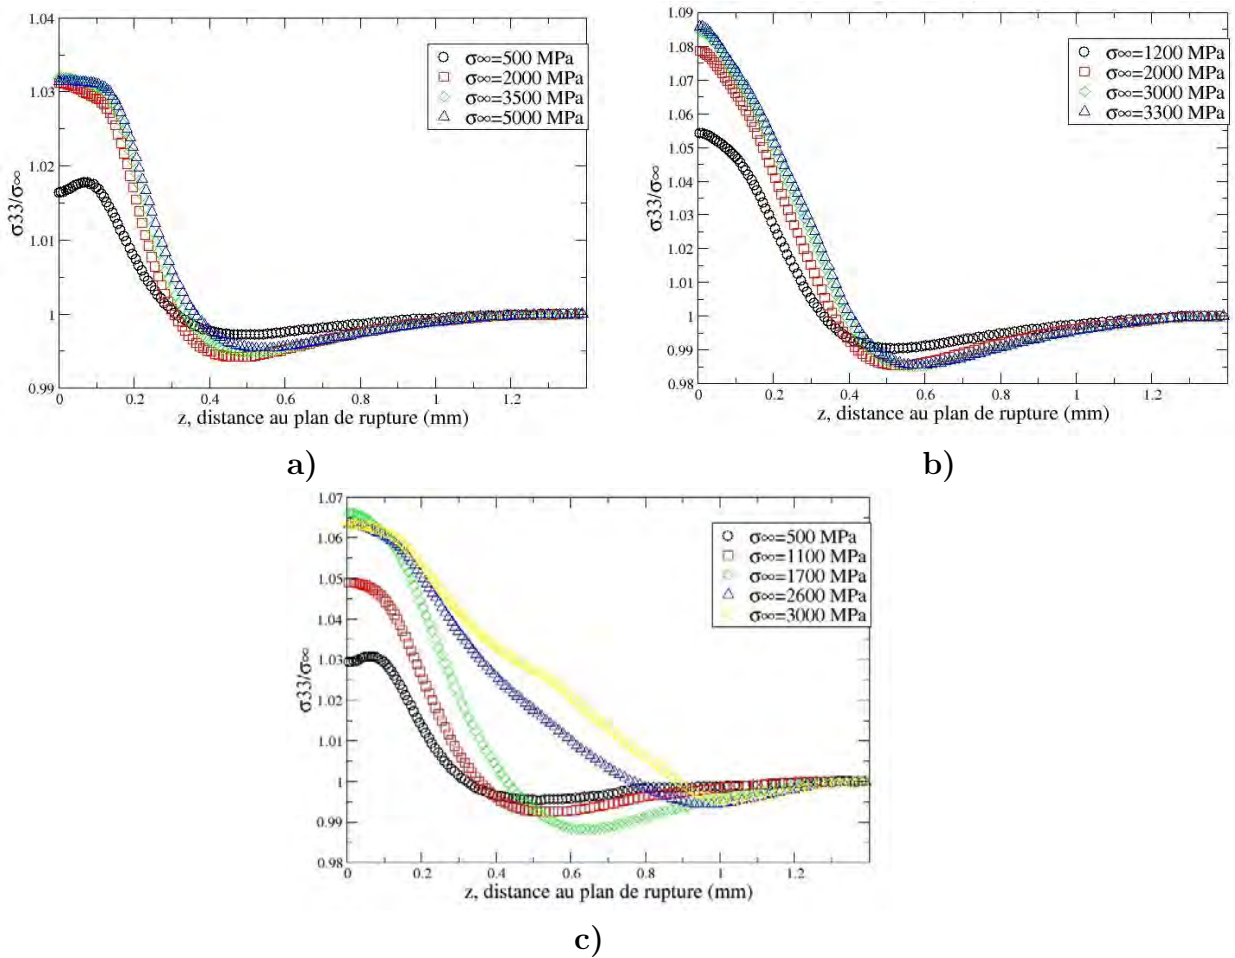 1.04
1.03
1.02
1.01
1
0.99
σ33/σ∞
σ∞=500 MPa
σ∞=2000 MPa
σ∞=3500 MPa
σ∞=5000 MPa
0 0.2 0.4 0.6 0.8 1 1.2
z, distance au plan de rupture (mm)
a)
1.09
1.08
1.07
1.06
1.05
1.04
1.03
1.02
1.01
1.00
0.99
0.98
σ33/σ∞
σ∞=1200 MPa
σ∞=2000 MPa
σ∞=3000 MPa
σ∞=3300 MPa
0 0.2 0.4 0.6 0.8 1 1.2
z, distance au plan de rupture (mm)
b)
1.07
1.06
1.05
1.04
1.03
1.02
1.01
1
0.99
0.98
σ33/σ∞
σ∞=500 MPa
σ∞=1100 MPa
σ∞=1700 MPa
σ∞=2600 MPa
σ∞=3000 MPa
0 0.2 0.4 0.6 0.8 1 1.2
z, distance au plan de rupture (mm)
c)